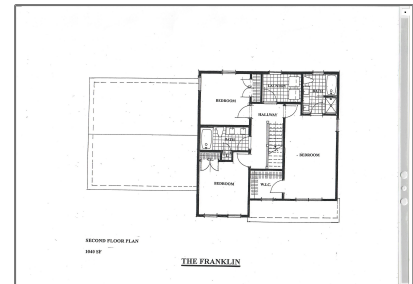 LAUNDRY
BATH
BEDROOM
HALLWAY
BATH
BEDROOM
BEDROOM
W.I.C.
SECOND FLOOR PLAN
1040 SF
THE FRANKLIN